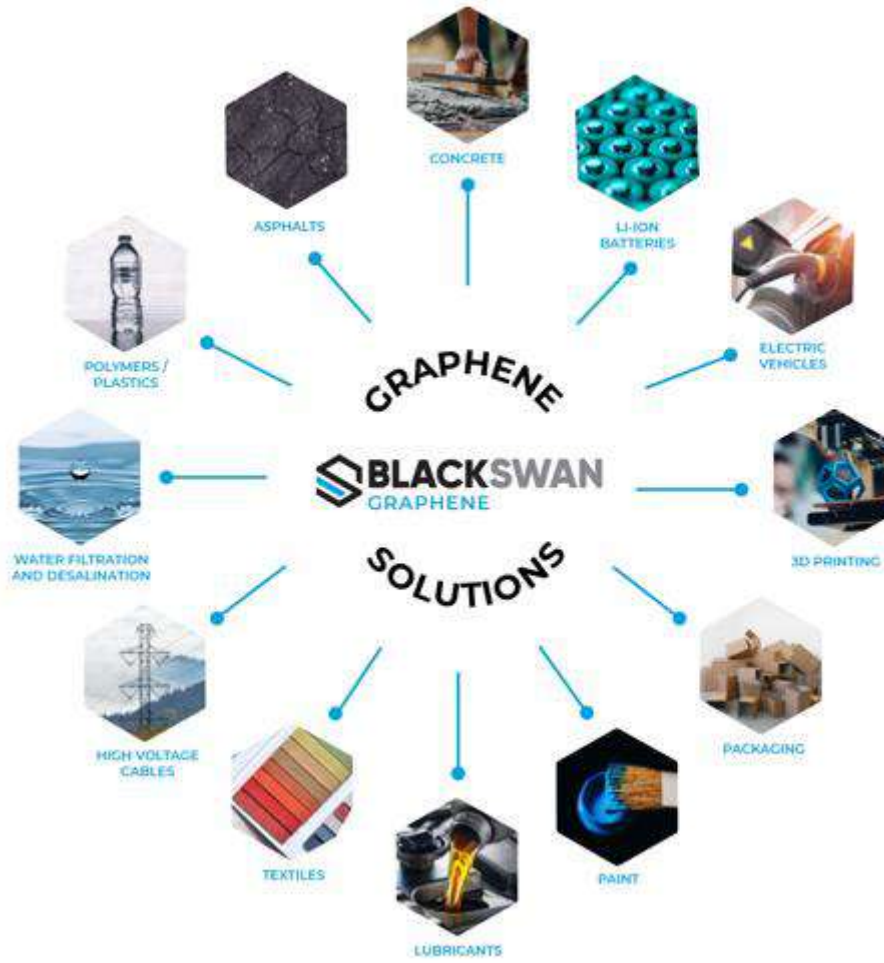 CONCRETE
ASPHALTS
LI-ION
BATTERIES
POLYMERS /
PLASTICS
ELECTRIC
VEHICLES
GRAPHENE
BLACKSWAN
GRAPHENE
SOLUTIONS
WATER FILTRATION
AND DESALINATION
3D PRINTING
HIGH VOLTAGE
CABLES
PACKAGING
TEXTILES
PAINT
LUBRICANTS